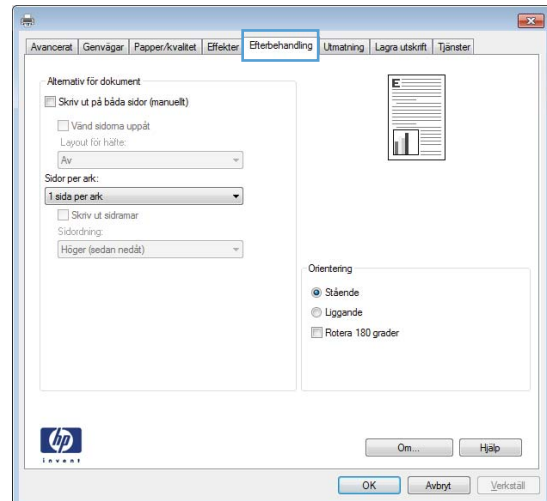 Avancerat Genvägar Papper/kvalitet Effekter Efterbehandling Utmatning Lagra utskrift Tjänster
Alternativ för dokument
Skriv ut på båda sidor (manuellt)
Vänd sidorna uppåt
Layout för häfte:
Av
Sidor per ark:
1 sida per ark
Skriv ut sidramar
Sidordning:
Höger (sedan nedåt)
E
Orientering
Stående
Liggande
Rotera 180 grader
hp
invent
Om... Hjälp
OK Avbryt Verkställ